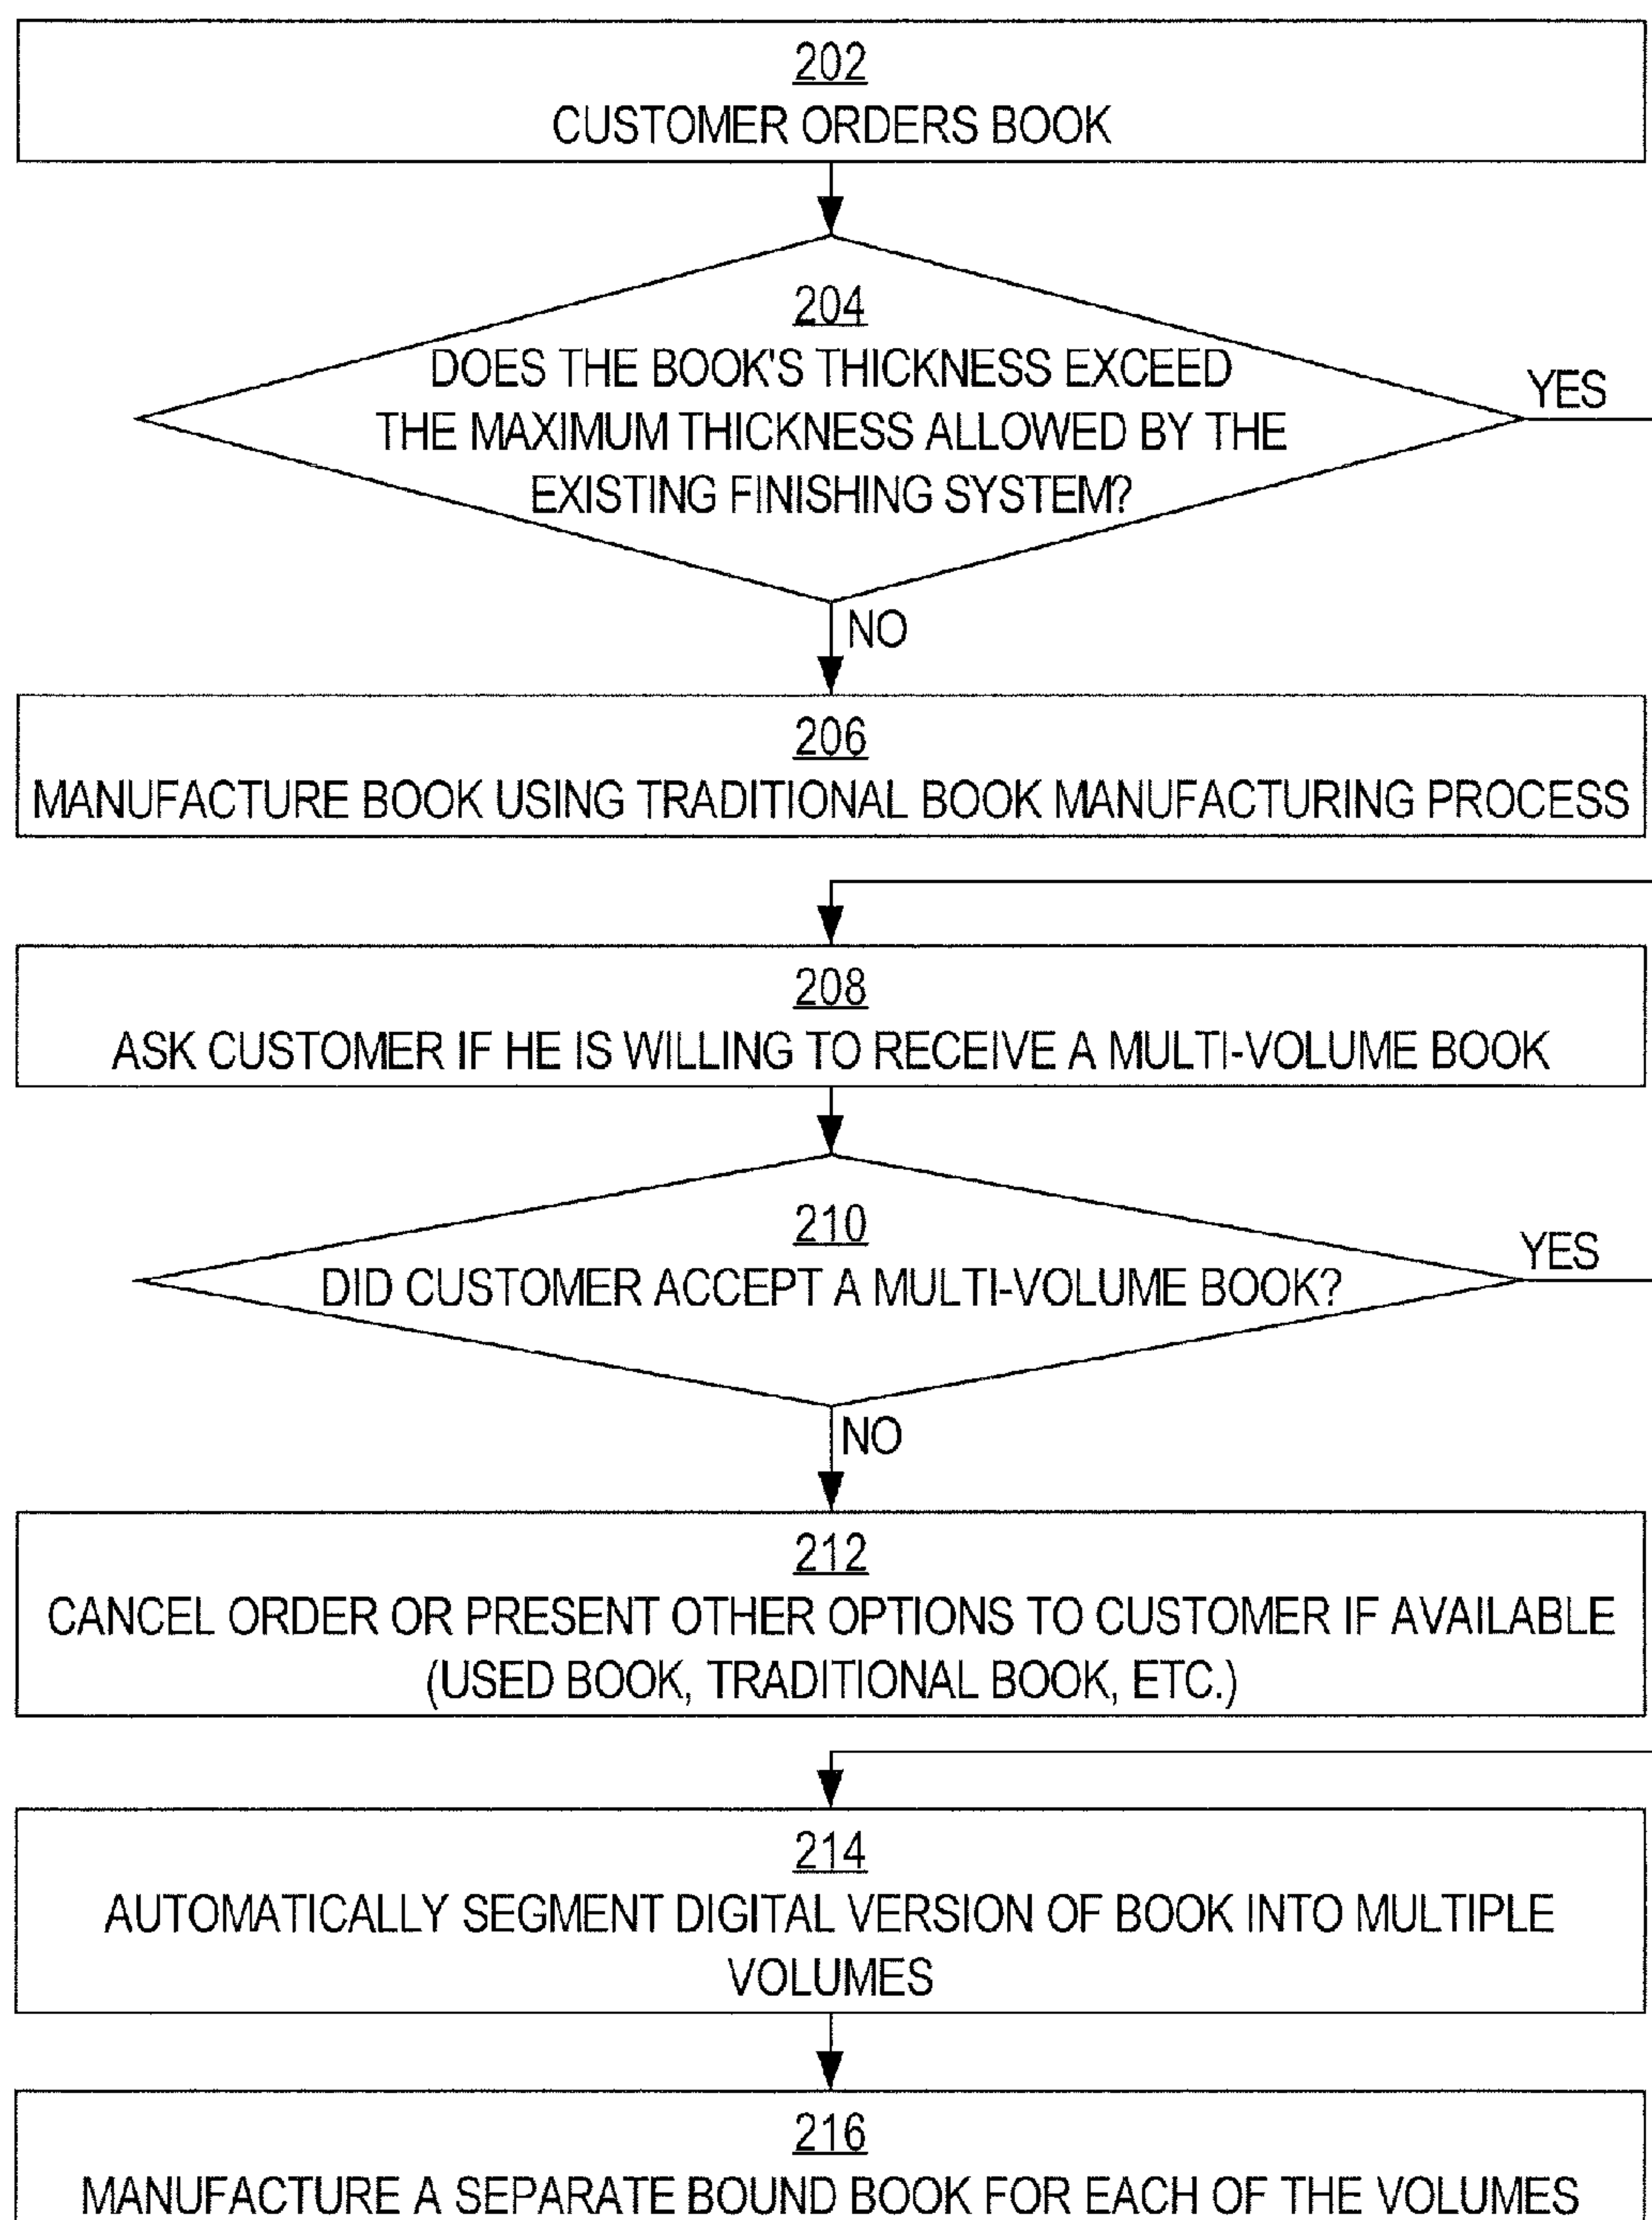 202
CUSTOMER ORDERS BOOK
204
DOES THE BOOK'S THICKNESS EXCEED
THE MAXIMUM THICKNESS ALLOWED BY THE
EXISTING FINISHING SYSTEM?
YES
NO
206
MANUFACTURE BOOK USING TRADITIONAL BOOK MANUFACTURING PROCESS
208
ASK CUSTOMER IF HE IS WILLING TO RECEIVE A MULTI-VOLUME BOOK
210
DID CUSTOMER ACCEPT A MULTI-VOLUME BOOK?
YES
NO
212
CANCEL ORDER OR PRESENT OTHER OPTIONS TO CUSTOMER IF AVAILABLE
(USED BOOK, TRADITIONAL BOOK, ETC.)
214
AUTOMATICALLY SEGMENT DIGITAL VERSION OF BOOK INTO MULTIPLE
VOLUMES
216
MANUFACTURE A SEPARATE BOUND BOOK FOR EACH OF THE VOLUMES